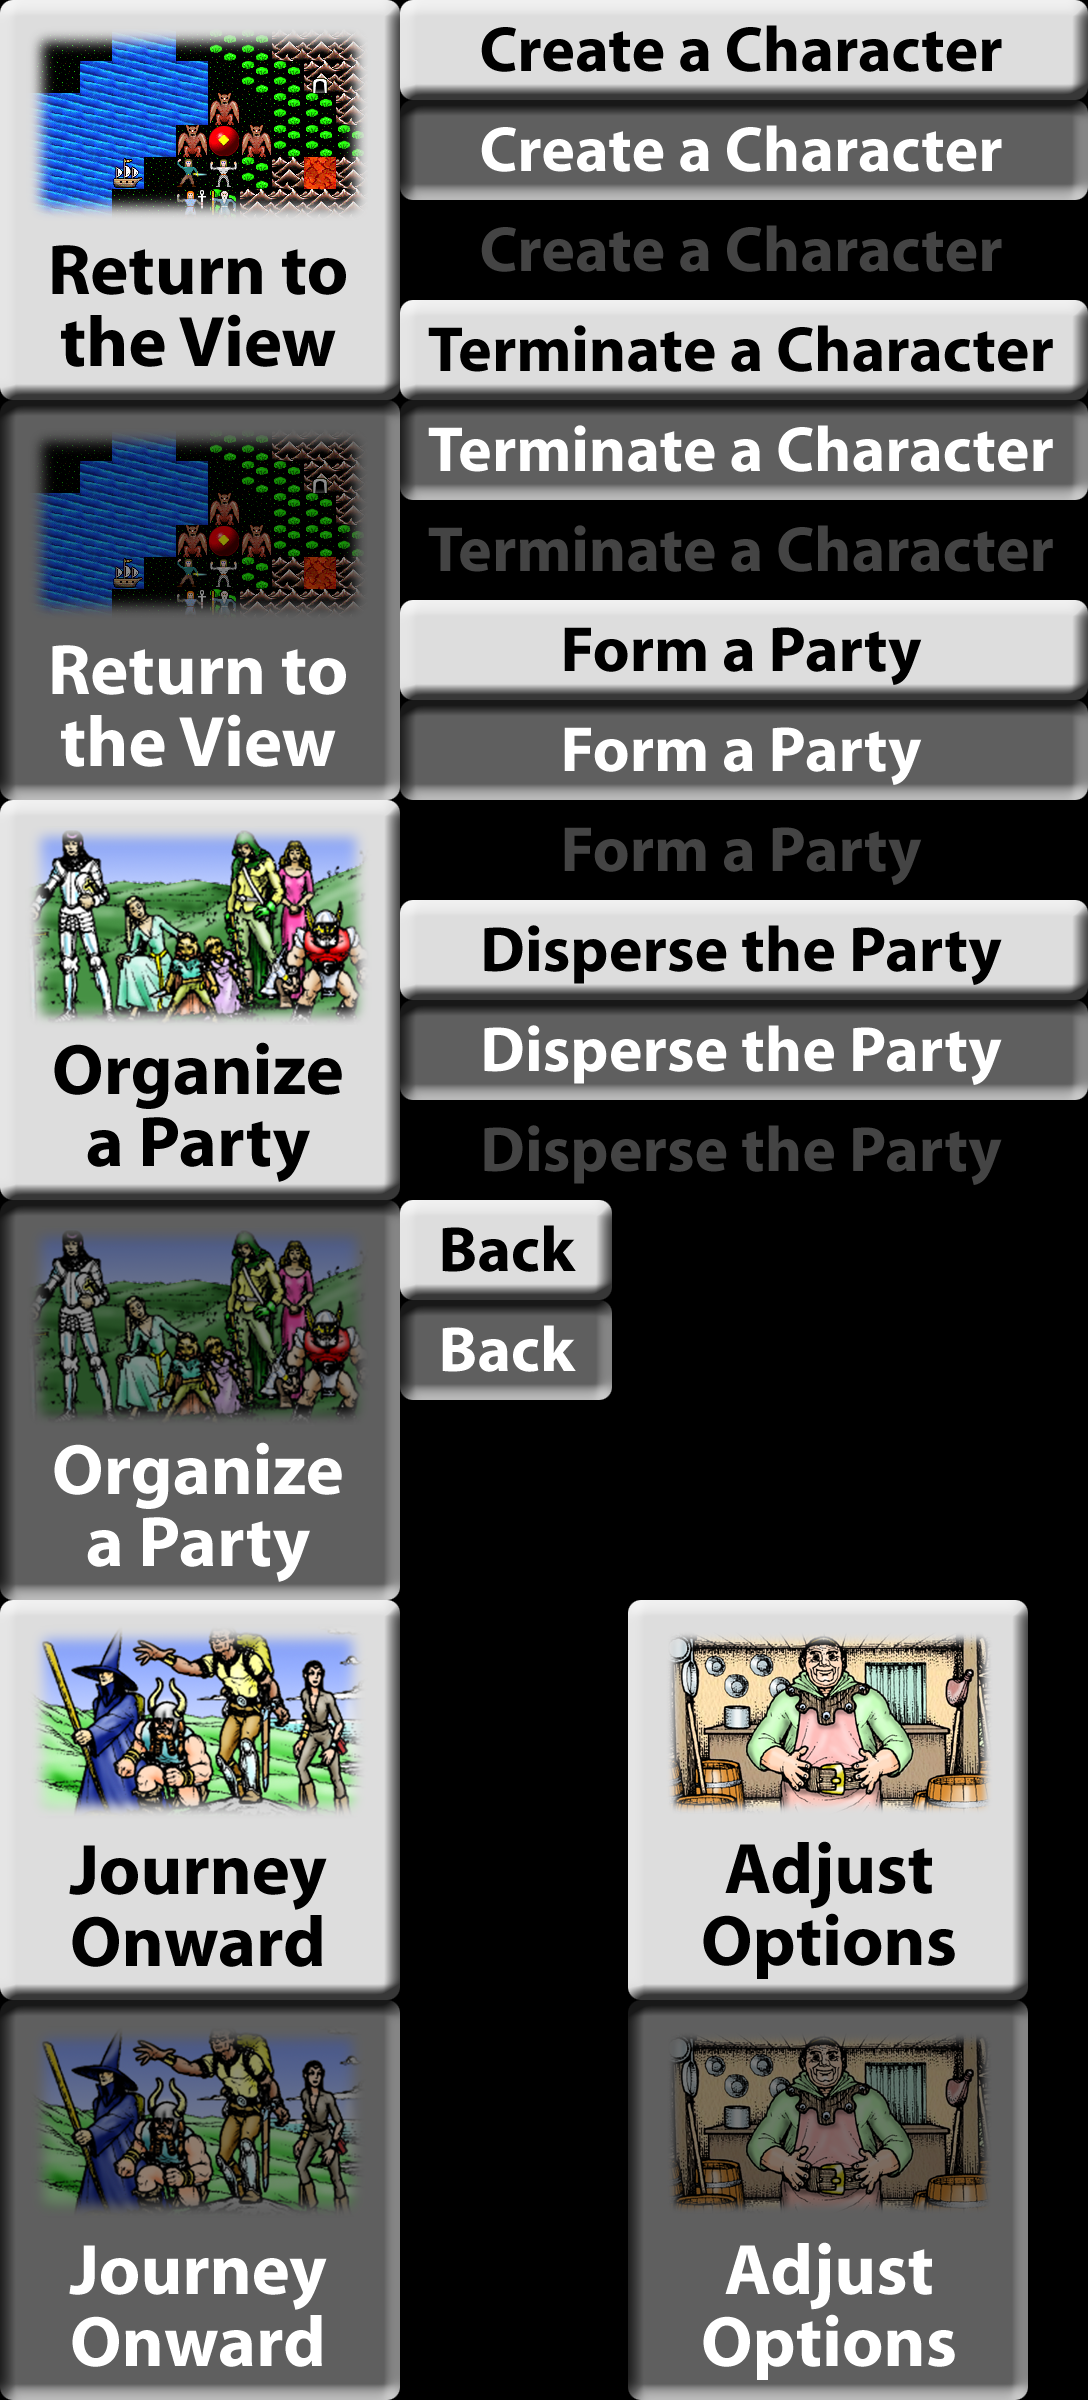 Return to
the View
Return to
the View
Organize
a Party
Organize
a Party
Journey
Onward
Journey
Onward
Create a Character
Create a Character
Create a Character
Terminate a Character
Terminate a Character
Terminate a Character
Form a Party
Form a Party
Form a Party
Disperse the Party
Disperse the Party
Disperse the Party
Back
Back
Adjust
Options
Adjust
Options